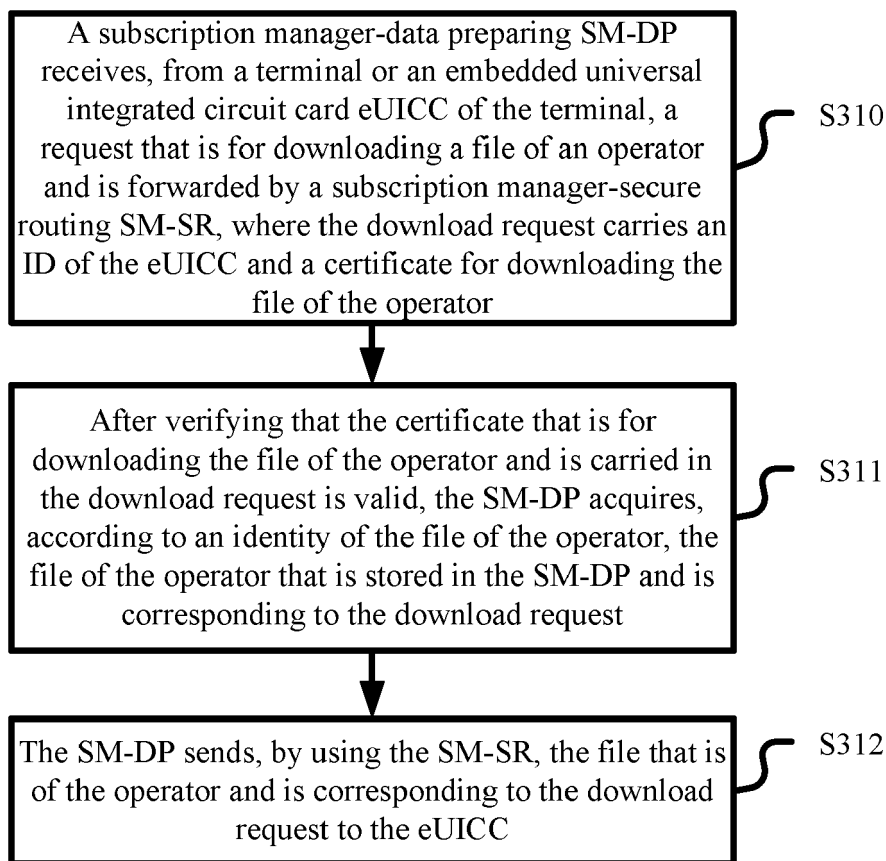 A subscription manager-data preparing SM-DP
receives, from a terminal or an embedded universal
integrated circuit card eUICC of the terminal, a
request that is for downloading a file of an operator
and is forwarded by a subscription manager-secure
routing SM-SR, where the download request carries an
ID of the eUICC and a certificate for downloading the
file of the operator
S310
After verifying that the certificate that is for
downloading the file of the operator and is carried in
the download request is valid, the SM-DP acquires,
according to an identity of the file of the operator, the
file of the operator that is stored in the SM-DP and is
corresponding to the download request
S311
The SM-DP sends, by using the SM-SR, the file that is
of the operator and is corresponding to the download
request to the eUICC
S312